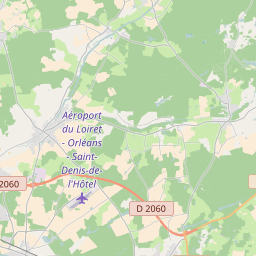 Aéroport
du Loiret -
Orléans
- Saint-
Denis-de-
l'Hôtel
2060
D 2060